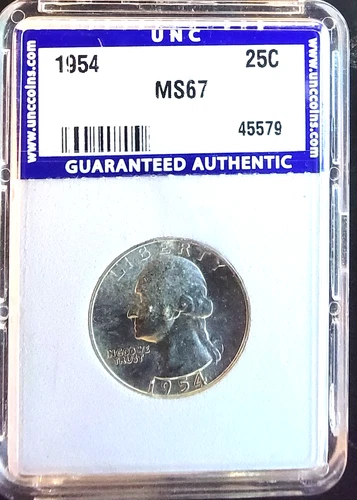 UNC
www.unccoins.com
www.unccoins.com
1954 25C
MS67
45579
GUARANTEED AUTHENTIC
LIBERTY
IN GOD WE
TRUST
1954